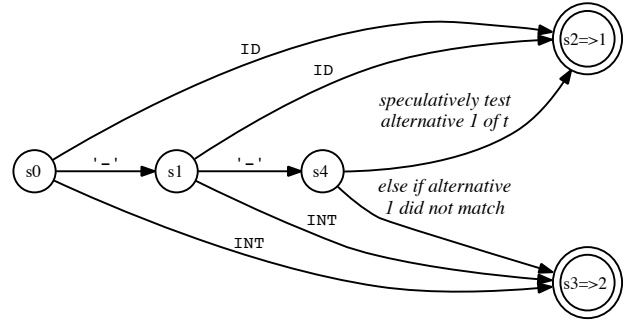 s2=>1
ID
ID
speculatively test
alternative 1 of t
s0
'-'
s1
'-'
s4
else if alternative
1 did not match
INT
INT
s3=>2